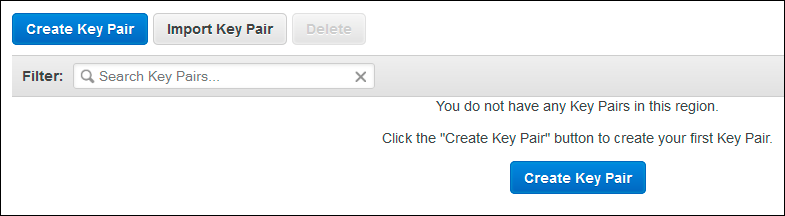 Create Key Pair Import Key Pair Delete
Filter: Search Key Pairs...
You do not have any Key Pairs in this region.
Click the "Create Key Pair" button to create your first Key Pair.
Create Key Pair